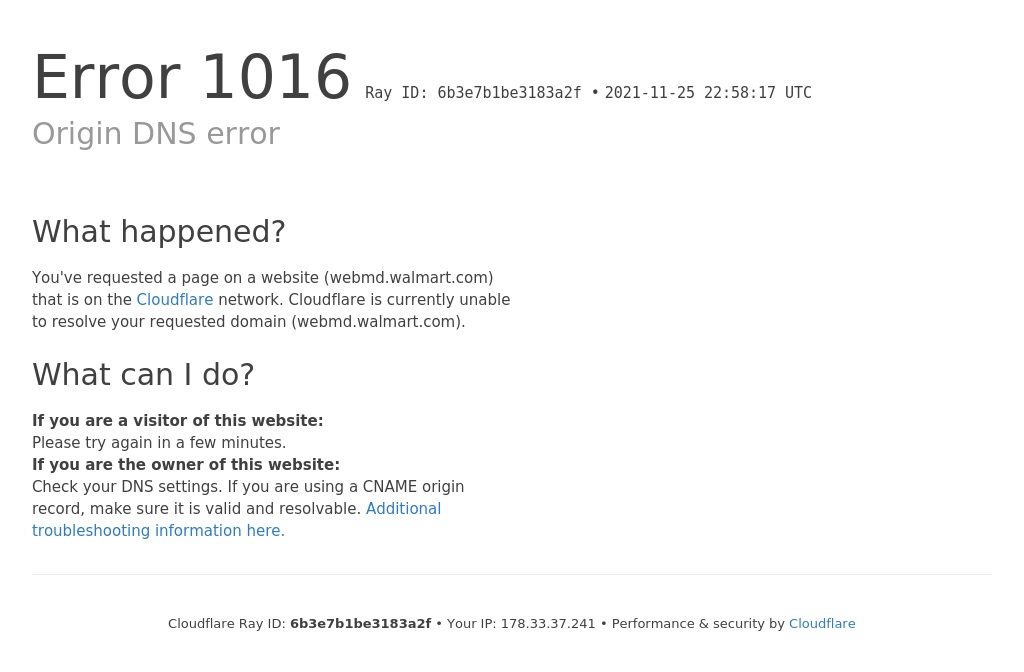 Error 1016 Ray ID: 6b3e7b1be3183a2f • 2021-11-25 22:58:17 UTC
Origin DNS error
What happened?
You've requested a page on a website (webmd.walmart.com)
that is on the Cloudflare network. Cloudflare is currently unable
to resolve your requested domain (webmd.walmart.com).
What can I do?
If you are a visitor of this website:
Please try again in a few minutes.
If you are the owner of this website:
Check your DNS settings. If you are using a CNAME origin
record, make sure it is valid and resolvable. Additional
troubleshooting information here.
Cloudflare Ray ID: 6b3e7b1be3183a2f • Your IP: 178.33.37.241 • Performance & security by Cloudflare